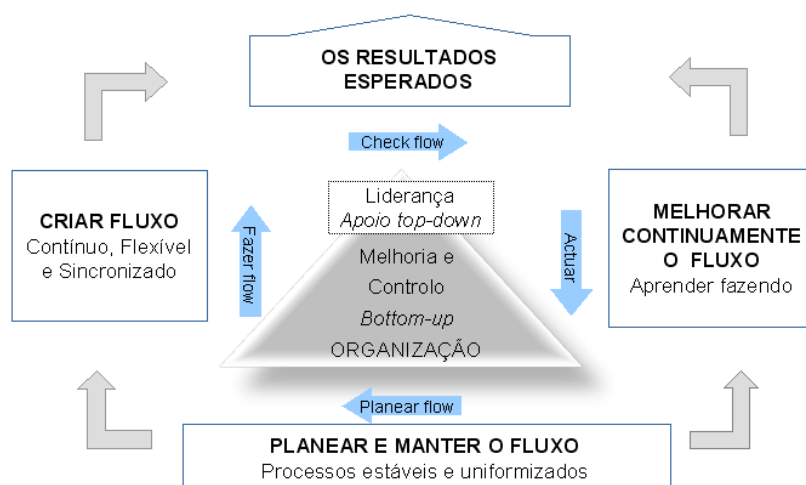 OS RESULTADOS
ESPERADOS
Check flow
CRIAR FLUXO
Contínuo, Flexível
e Sincronizado
Fazer flow
Liderança
Apoio top-down
Melhoria e
Controlo
Bottom-up
ORGANIZAÇÃO
Actuar
MELHORAR
CONTINUAMENTE
O FLUXO
Aprender fazendo
Planear flow
PLANEAR E MANTER O FLUXO
Processos estáveis e uniformizados